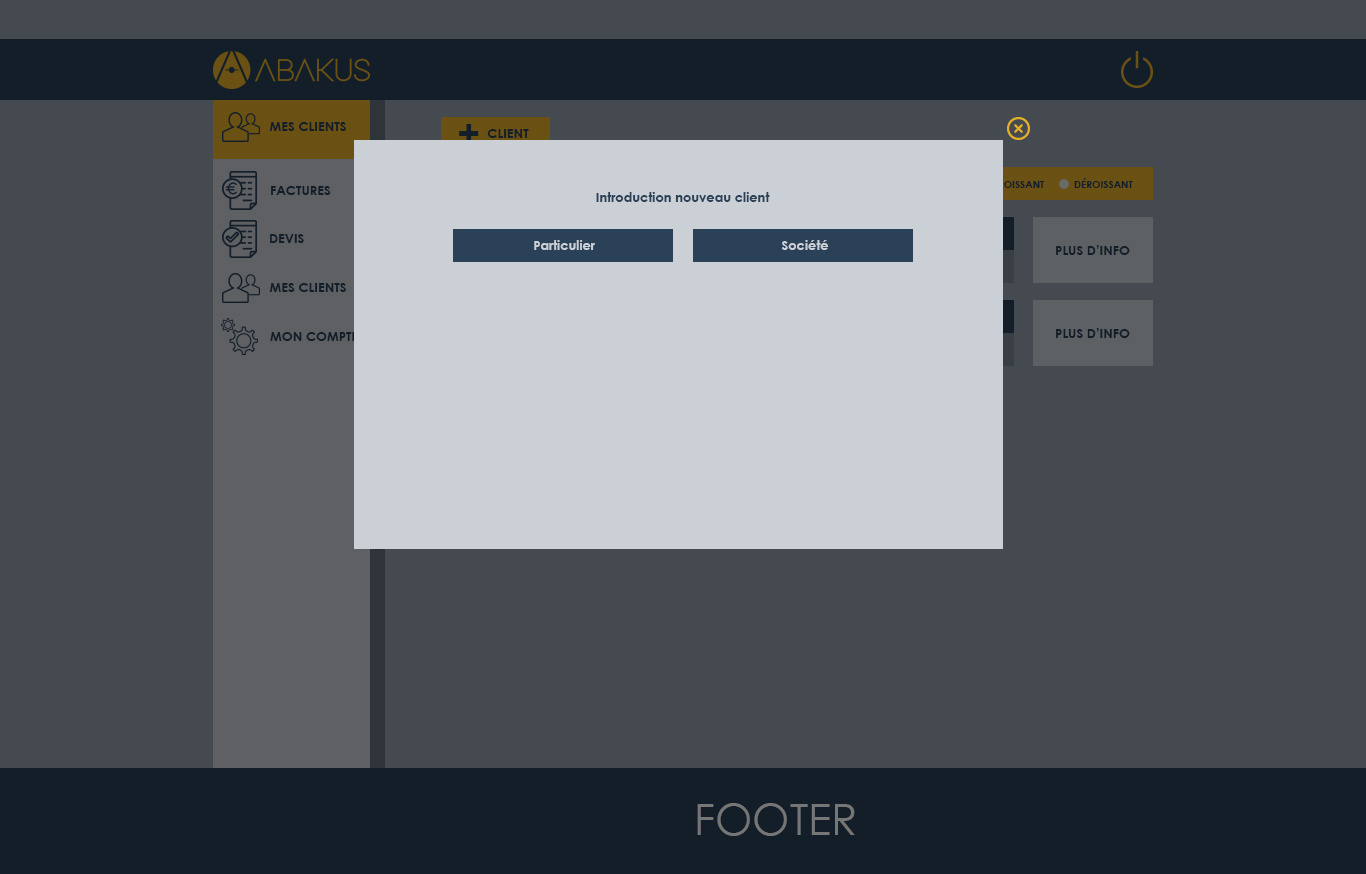 ABAKUS
MES CLIENTS
FACTURES
DEVIS
MES CLIENTS
MON COMPT
CLIENT
OISSANT
DÉROISSANT
PLUS D'INFO
PLUS D'INFO
Introduction nouveau client
Particulier
Société
FOOTER